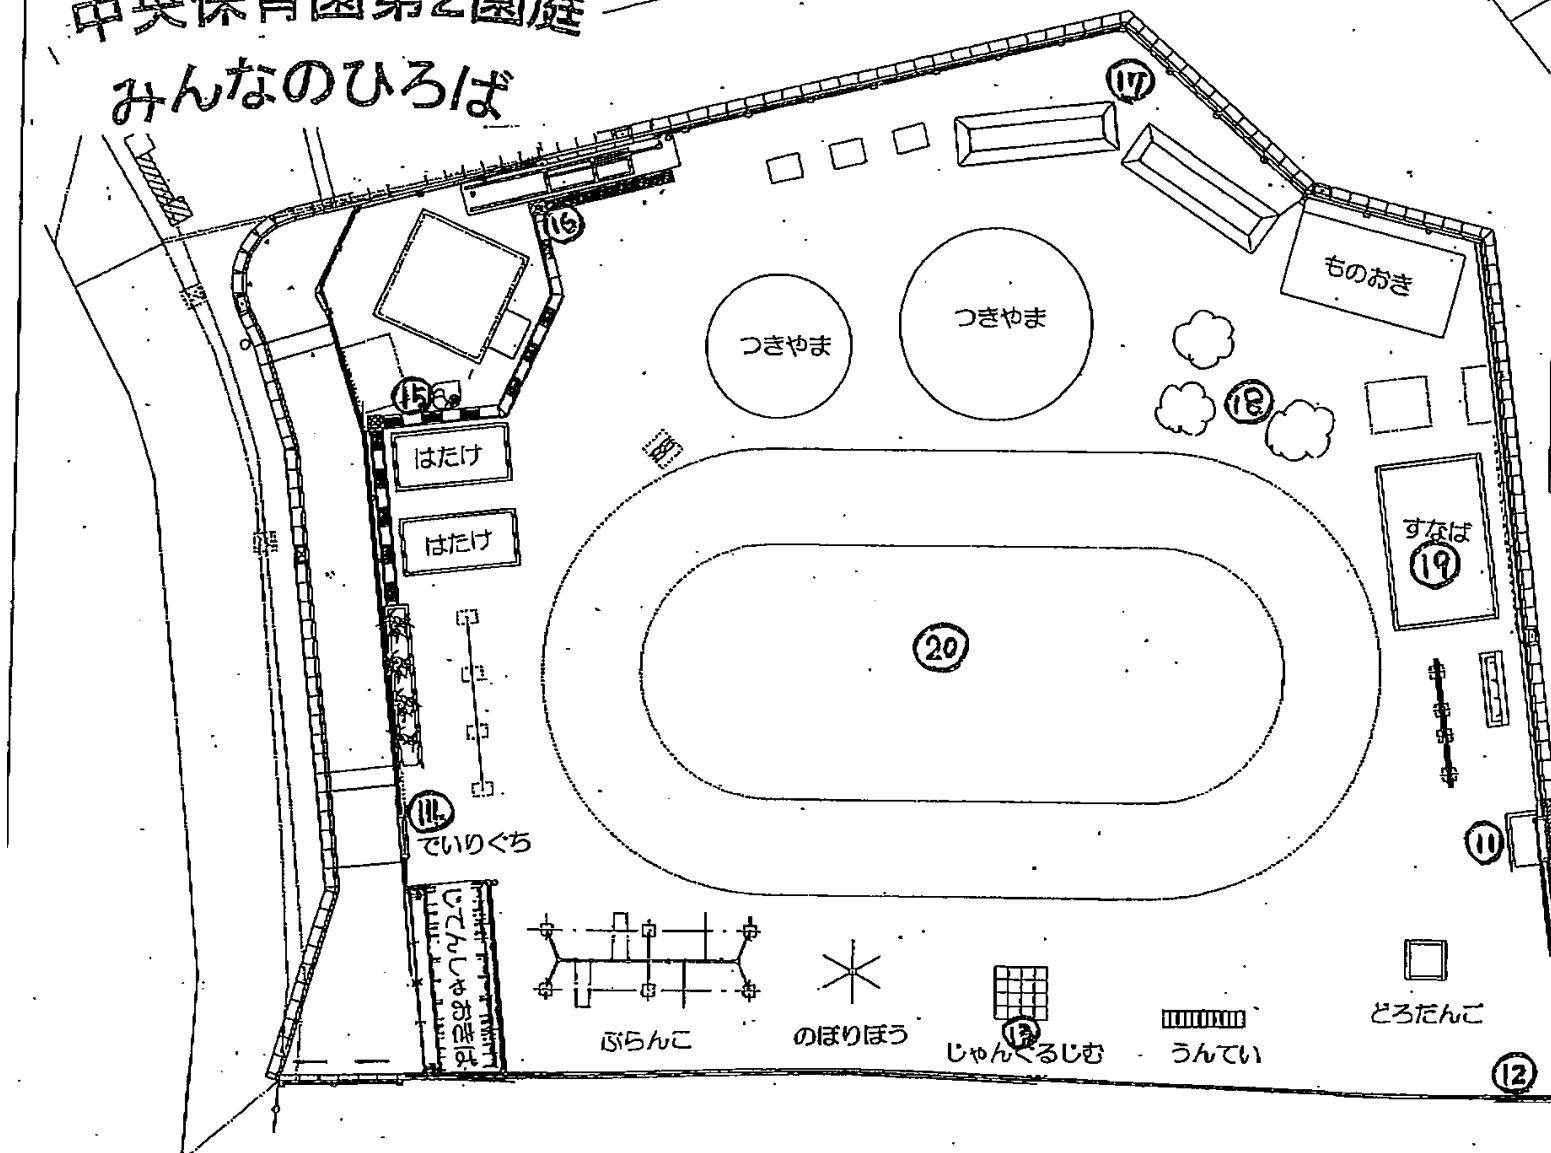 中央保育園第2園庭
みんなのひろば
⑰
⑯
ものおき
つきやま
つきやま
⑮
⑱
はたけ
はたけ
すなば
⑲
⑳
⑭
でいりぐち
⑪
じてんしゃおきば
ぶらんこ
のぼりぼう
⑬
じゃんぐるじむ
うんてい
どろだんご
⑫